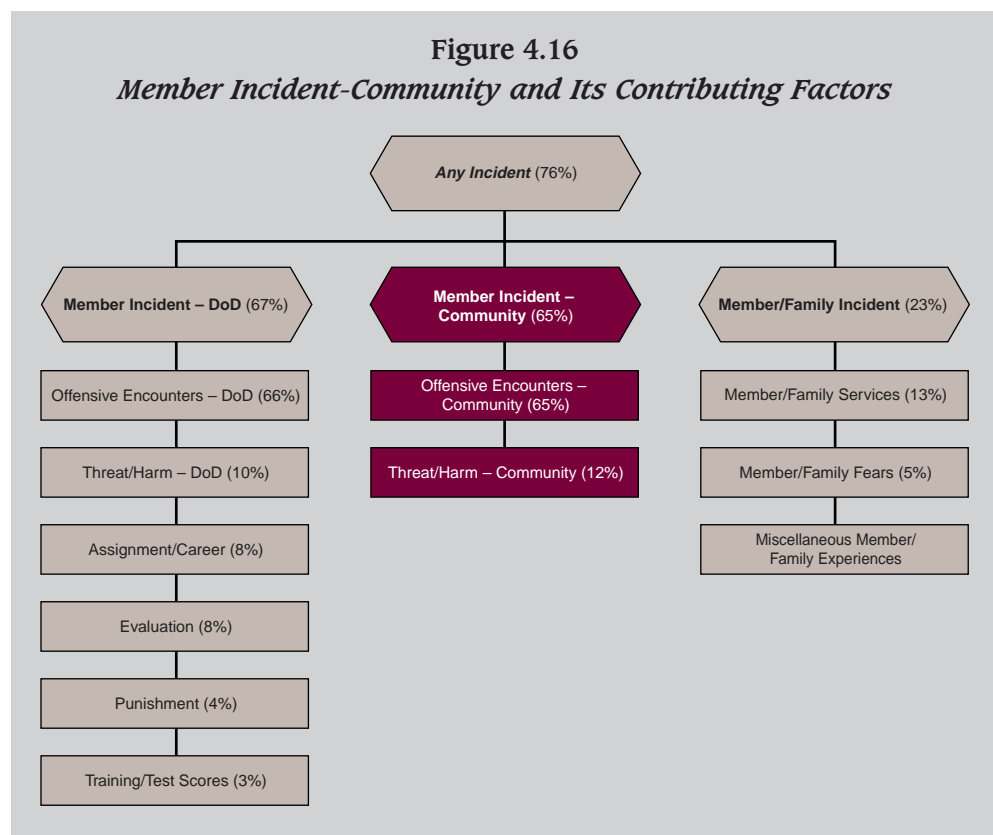 Figure 4.16
Member Incident-Community and Its Contributing Factors
Any Incident (76%)
Member Incident – DoD (67%)
Offensive Encounters – DoD (66%)
Threat/Harm – DoD (10%)
Assignment/Career (8%)
Evaluation (8%)
Punishment (4%)
Training/Test Scores (3%)
Member Incident –
Community (65%)
Offensive Encounters –
Community (65%)
Threat/Harm – Community (12%)
Member/Family Incident (23%)
Member/Family Services (13%)
Member/Family Fears (5%)
Miscellaneous Member/
Family Experiences